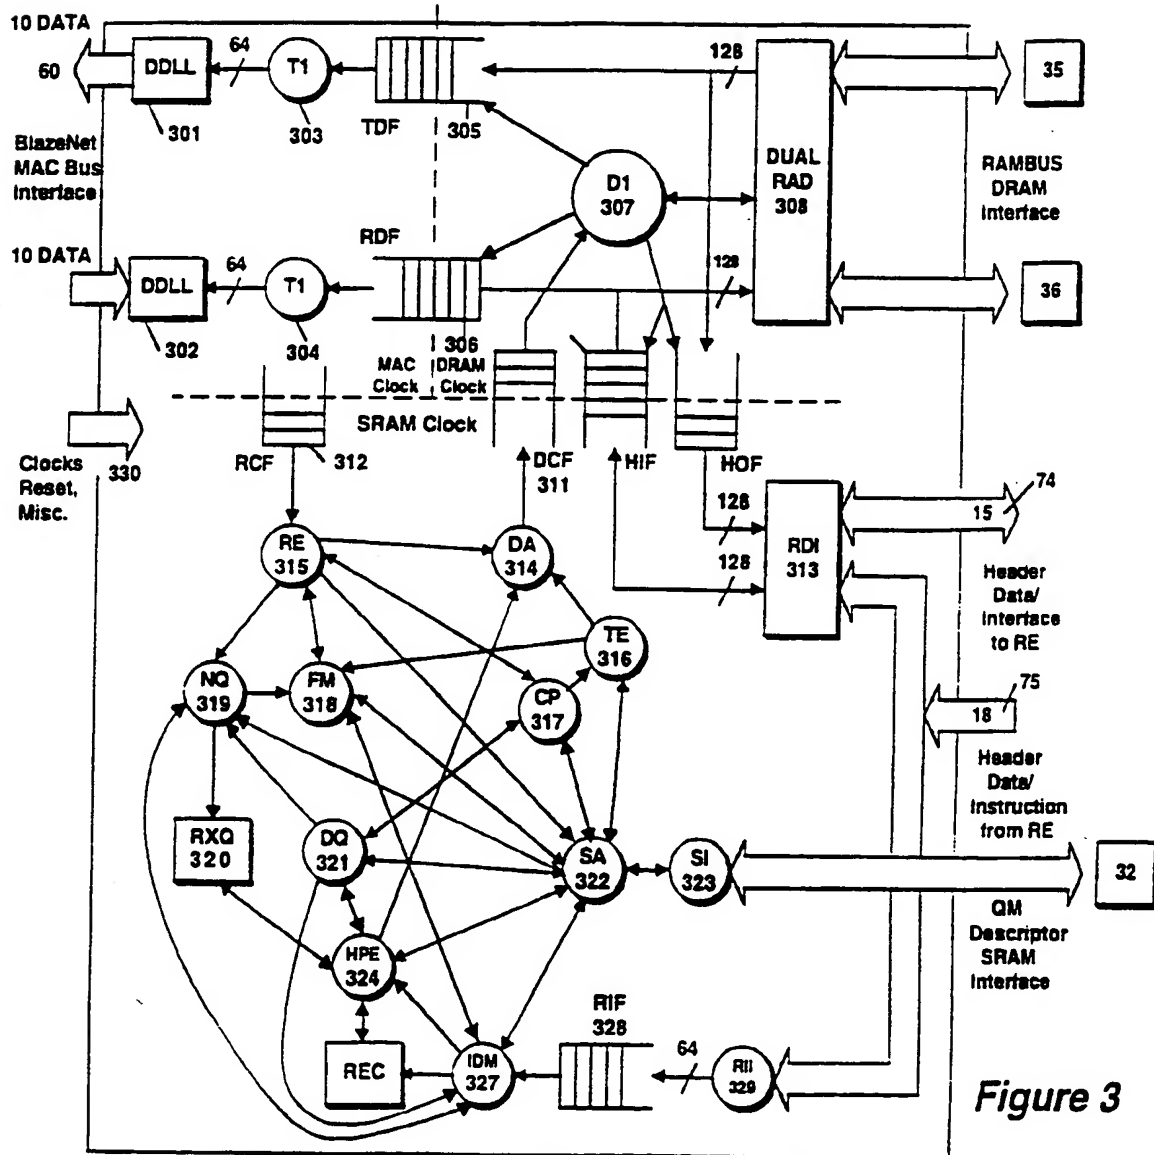 10 DATA
60
DDLL
301
64
T1
303
TDF
305
128
DUAL
RAD
308
35
BlazeNet
MAC Bus
Interface
D1
307
RAMBUS
DRAM
Interface
10 DATA
DDLL
302
64
T1
304
RDF
306
128
36
MAC
Clock
DRAM
Clock
SRAM Clock
Clocks
Reset,
Misc.
330
RCF
312
DCF
311
HIF
HOF
128
128
RDI
313
15
74
Header
Data/
Interface
to RE
RE
315
DA
314
TE
316
NQ
319
FM
318
CP
317
18
75
Header
Data/
Instruction
from RE
RXQ
320
DQ
321
SA
322
SI
323
32
QM
Descriptor
SRAM
Interface
HPE
324
REC
IDM
327
RIF
328
64
RII
329
Figure 3